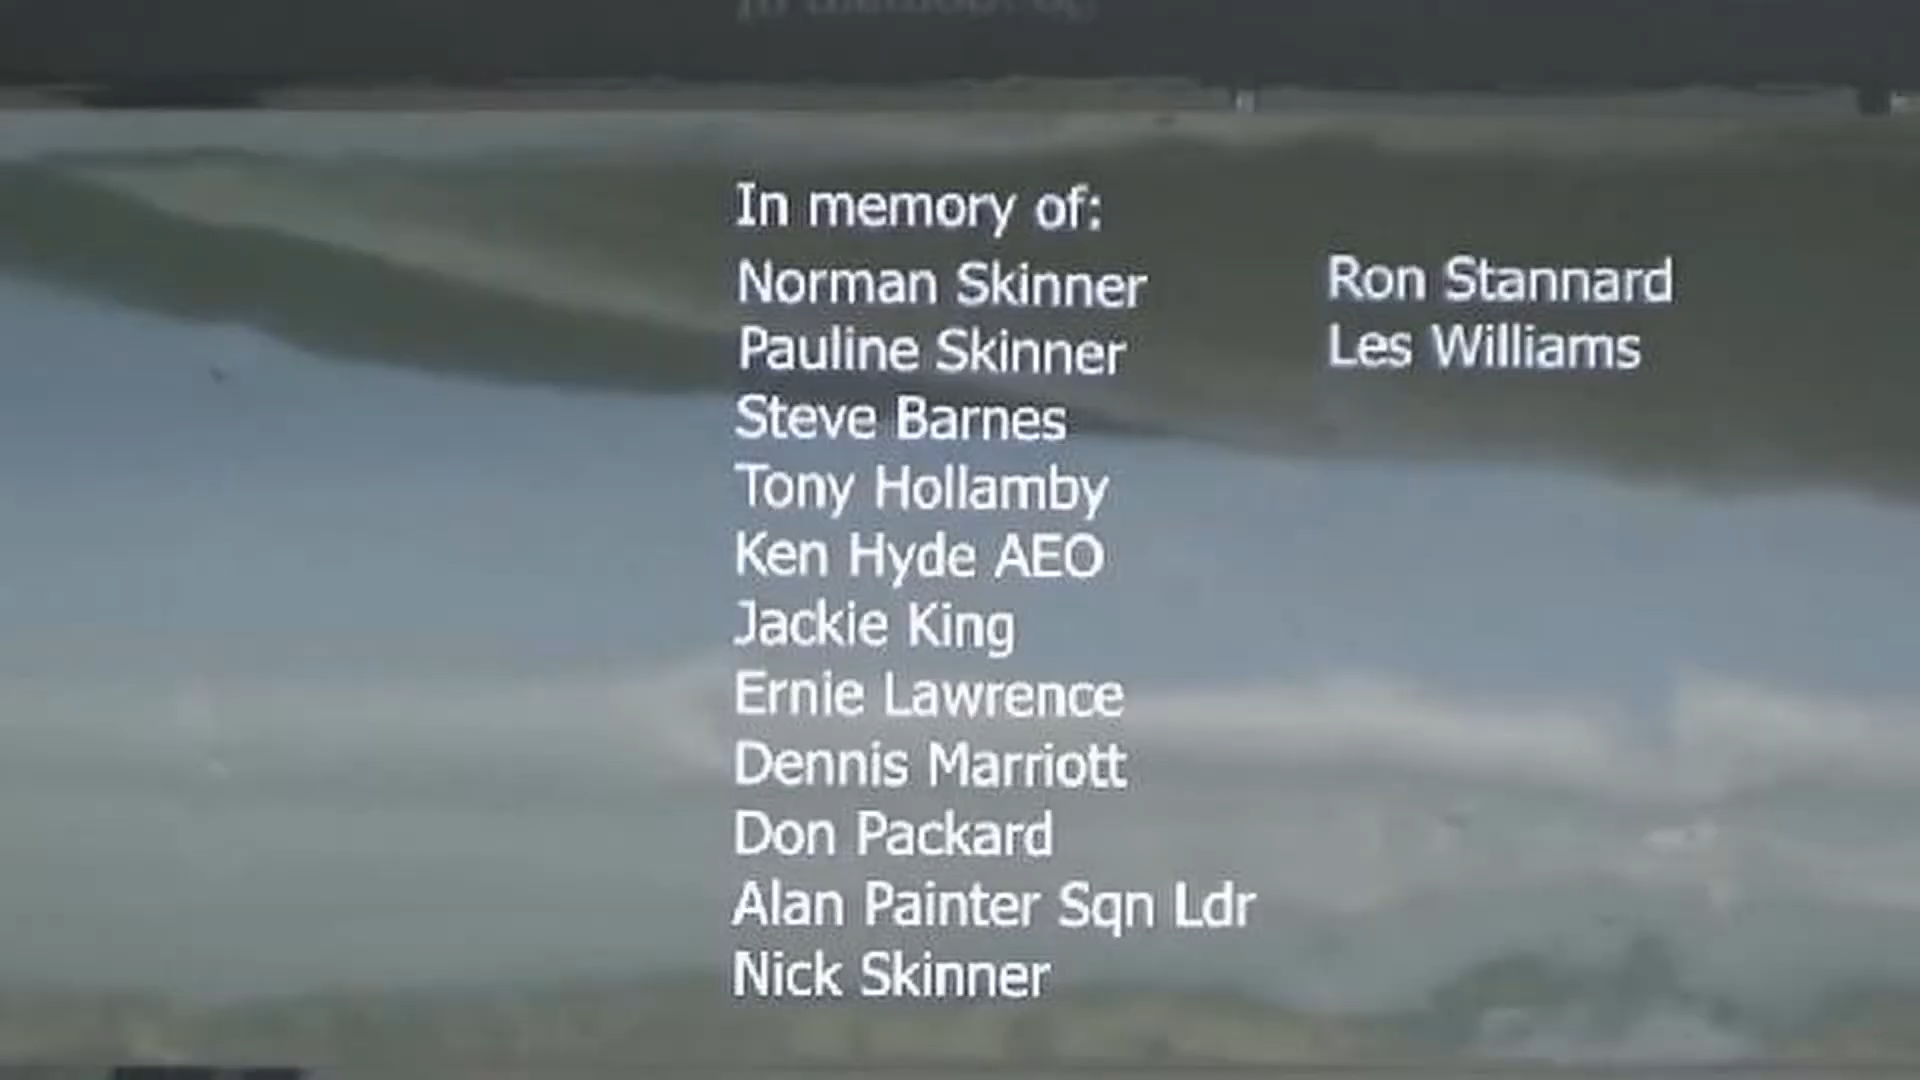 In memory of:
Norman Skinner
Pauline Skinner
Steve Barnes
Tony Hollamby
Ken Hyde AEO
Jackie King
Ernie Lawrence
Dennis Marriott
Don Packard
Alan Painter Sqn Ldr
Nick Skinner
Ron Stannard
Les Williams